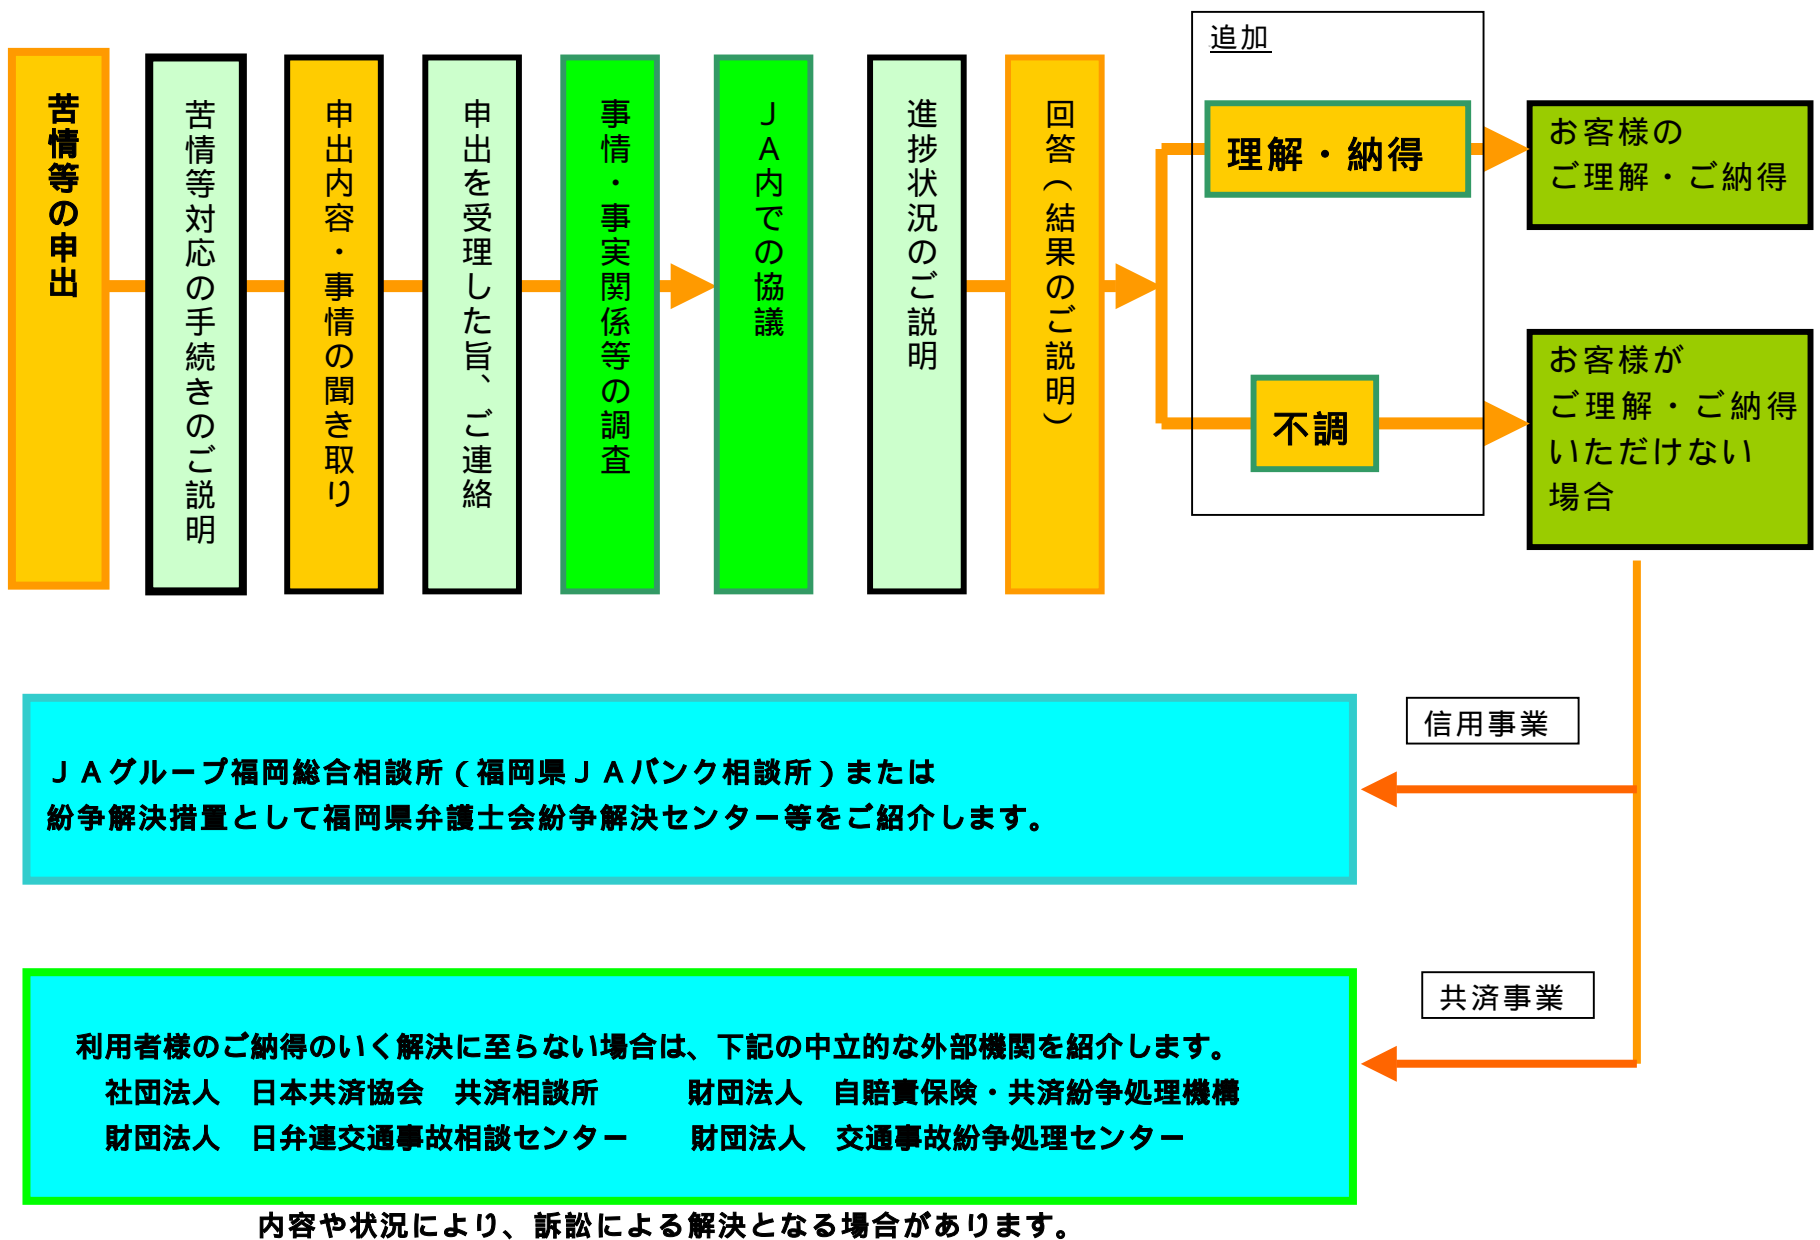 苦情等の申出
苦情等対応の手続きのご説明
申出内容・事情の聞き取り
申出を受理した旨、ご連絡
事情・事実関係等の調査
ＪＡ内での協議
進捗状況のご説明
回答（結果のご説明）
追加
理解・納得
不調
お客様の
ご理解・ご納得
お客様が
ご理解・ご納得
いただけない
場合
信用事業
ＪＡグループ福岡総合相談所（福岡県ＪＡバンク相談所）または
紛争解決措置として福岡県弁護士会紛争解決センター等をご紹介します。
共済事業
利用者様のご納得のいく解決に至らない場合は、下記の中立的な外部機関を紹介します。
社団法人　日本共済協会　共済相談所　　　財団法人　自賠責保険・共済紛争処理機構
財団法人　日弁連交通事故相談センター　　財団法人　交通事故紛争処理センター
内容や状況により、訴訟による解決となる場合があります。